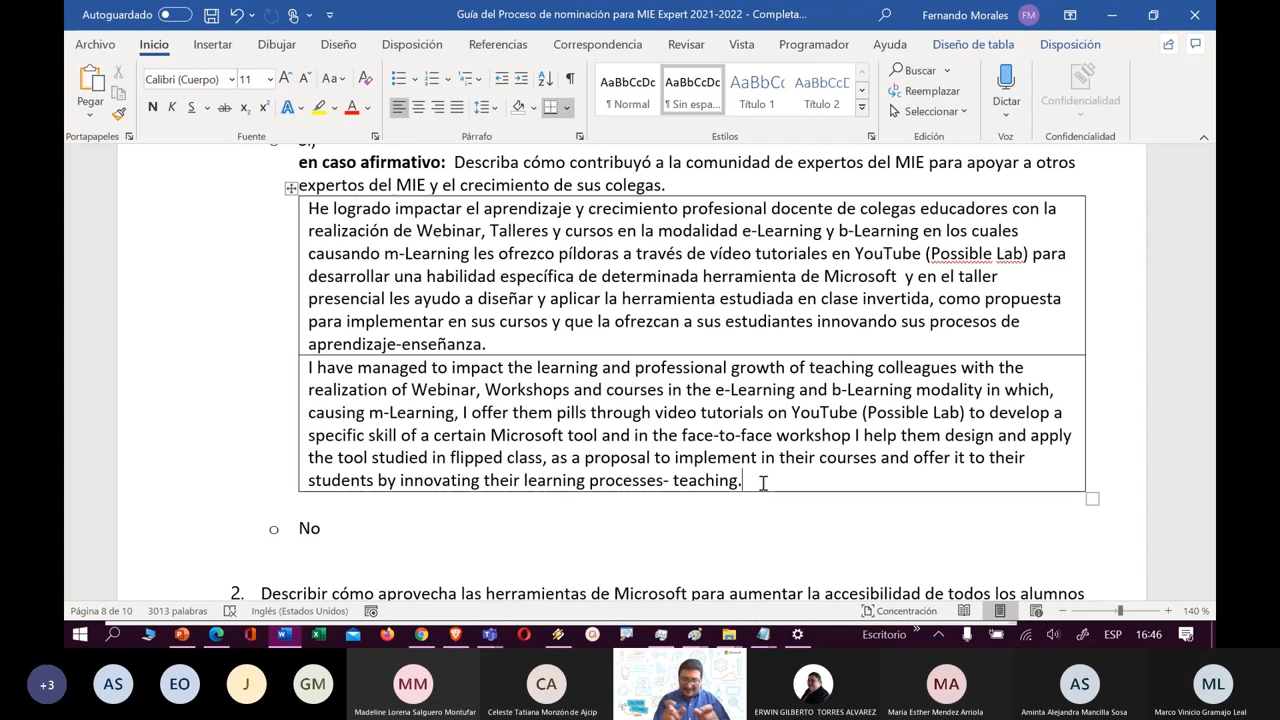 Autoguardado
Guía del Proceso de nominación para MIE Expert 2021-2022 - Completa...
Fernando Morales
FM
Archivo Inicio Insertar Dibujar Diseño Disposición Referencias Correspondencia Revisar Vista Programador Ayuda Diseño de tabla Disposición
Pegar
Calibri (Cuerpo) 11 A A Aa
N K S ab x₂ x² A A
AaBbCcDc AaBbCcDc AaBbCc AaBbCcD
¶ Normal ¶ Sin espa... Título 1 Título 2
Buscar
Reemplazar
Seleccionar
Dictar
Confidencialidad
Portapapeles Fuente Párrafo Estilos Edición Voz Confidencialidad
en caso afirmativo: Describa cómo contribuyó a la comunidad de expertos del MIE para apoyar a otros
expertos del MIE y el crecimiento de sus colegas.
He logrado impactar el aprendizaje y crecimiento profesional docente de colegas educadores con la
realización de Webinar, Talleres y cursos en la modalidad e-Learning y b-Learning en los cuales
causando m-Learning les ofrezco píldoras a través de vídeo tutoriales en YouTube (Possible Lab) para
desarrollar una habilidad específica de determinada herramienta de Microsoft y en el taller
presencial les ayudo a diseñar y aplicar la herramienta estudiada en clase invertida, como propuesta
para implementar en sus cursos y que la ofrezcan a sus estudiantes innovando sus procesos de
aprendizaje-enseñanza.
I have managed to impact the learning and professional growth of teaching colleagues with the
realization of Webinar, Workshops and courses in the e-Learning and b-Learning modality in which,
causing m-Learning, I offer them pills through video tutorials on YouTube (Possible Lab) to develop a
specific skill of a certain Microsoft tool and in the face-to-face workshop I help them design and apply
the tool studied in flipped class, as a proposal to implement in their courses and offer it to their
students by innovating their learning processes- teaching.
o No
2. Describir cómo aprovecha las herramientas de Microsoft para aumentar la accesibilidad de todos los alumnos
Página 8 de 10 3013 palabras Inglés (Estados Unidos) Concentración 140 %
Escritorio » ESP 16:46
+3 AS EO J GM MM CA MA AS ML
Madeline Lorena Salguero Montufar Celeste Tatiana Monzón de Ajcip ERWIN GILBERTO TORRES ALVAREZ Maria Esther Mendez Arriola Aminta Alejandra Mancilla Sosa Marco Vinicio Gramajo Leal